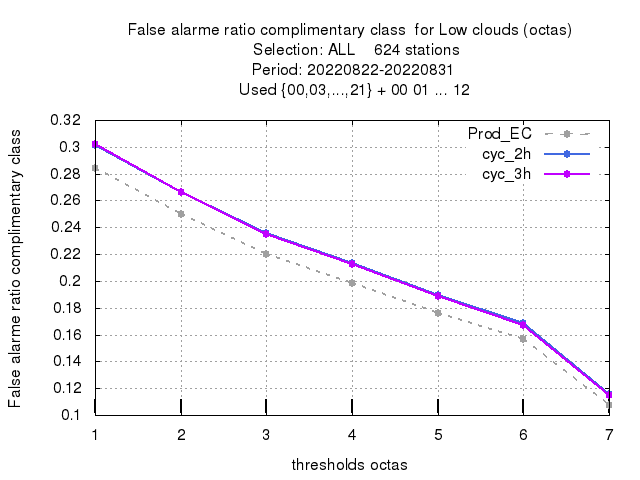 False alarme ratio complimentary class  for Low clouds (octas)
Selection: ALL    624 stations
Period: 20220822-20220831
Used {00,03,...,21} + 00 01 ... 12
False alarme ratio complimentary class
0.32
0.3
0.28
0.26
0.24
0.22
0.2
0.18
0.16
0.14
0.12
0.1
Prod_EC
cyc_2h
cyc_3h
1 2 3 4 5 6 7
thresholds octas